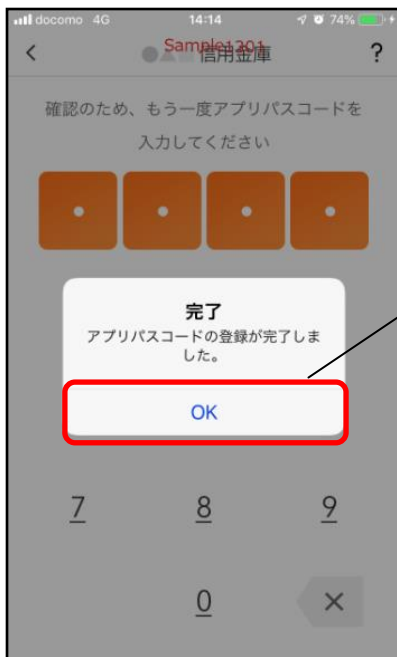 docomo 4G 14:14 74%
●▲■信用金庫 ?
Sample1201
確認のため、もう一度アプリパスコードを
入力してください
完了
アプリパスコードの登録が完了しま
した。
OK
7 8 9
0